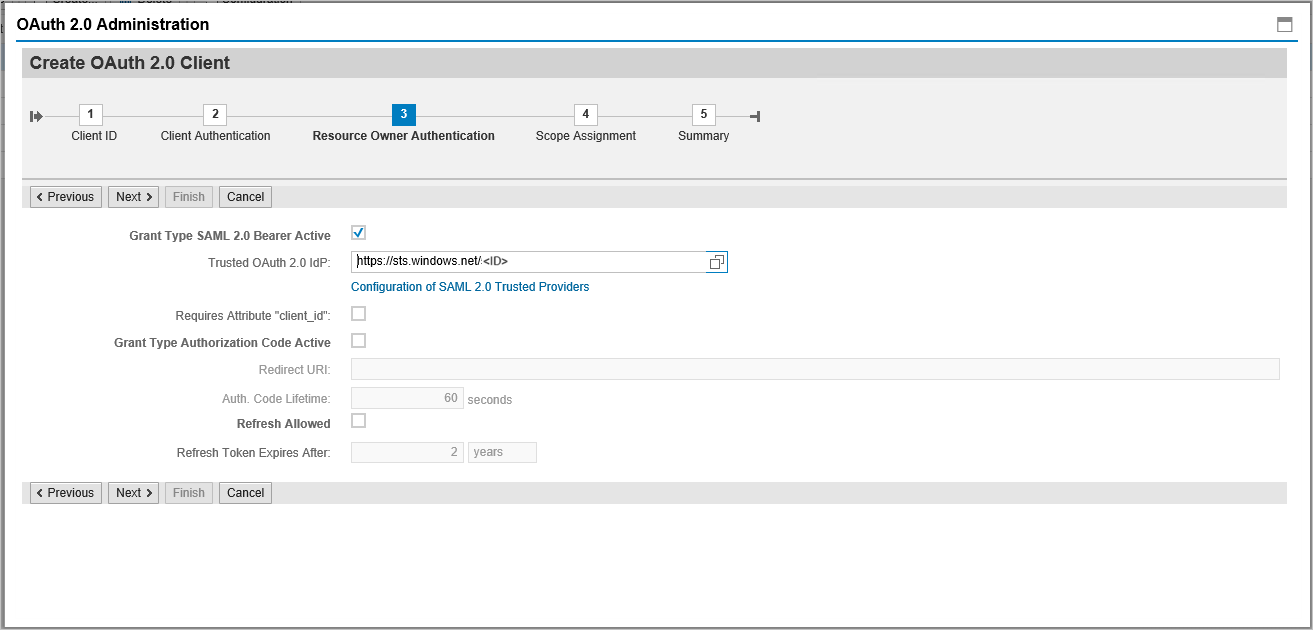 OAuth 2.0 Administration
Create OAuth 2.0 Client
1 2 3 4 5
Client ID Client Authentication Resource Owner Authentication Scope Assignment Summary
Previous Next Finish Cancel
Grant Type SAML 2.0 Bearer Active
Trusted OAuth 2.0 IdP: https://sts.windows.net/<ID>
Configuration of SAML 2.0 Trusted Providers
Requires Attribute "client_id":
Grant Type Authorization Code Active
Redirect URI:
Auth. Code Lifetime: 60 seconds
Refresh Allowed
Refresh Token Expires After: 2 years
Previous Next Finish Cancel